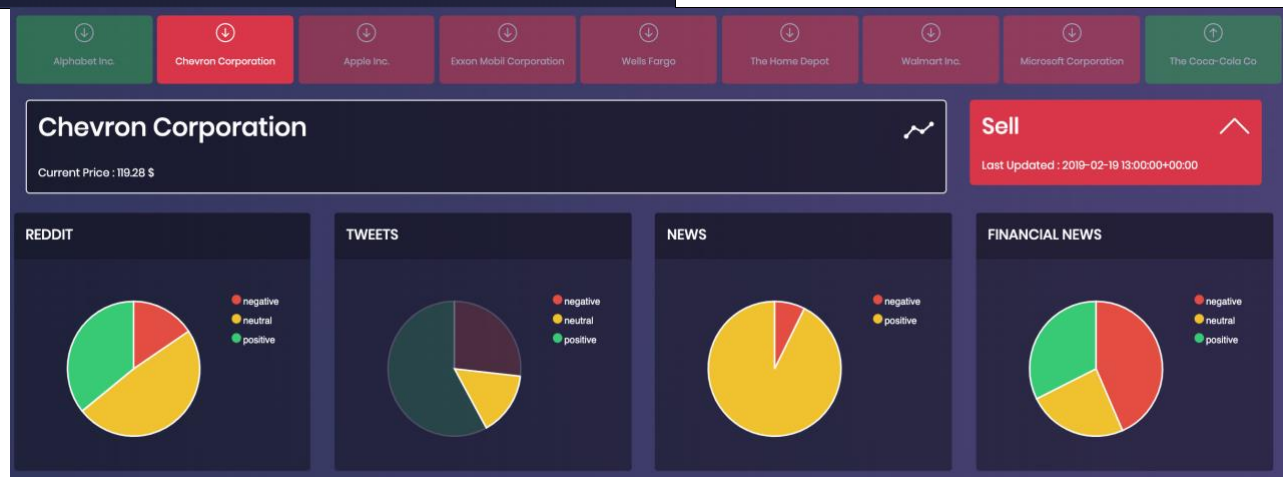 Alphabet Inc.
Chevron Corporation
Apple Inc.
Exxon Mobil Corporation
Wells Fargo
The Home Depot
Walmart Inc.
Microsoft Corporation
The Coca-Cola Co
Chevron Corporation
Current Price : 119.28 $
Sell
Last Updated : 2019-02-19 13:00:00+00:00
REDDIT
negative
neutral
positive
TWEETS
negative
neutral
positive
NEWS
negative
positive
FINANCIAL NEWS
negative
neutral
positive